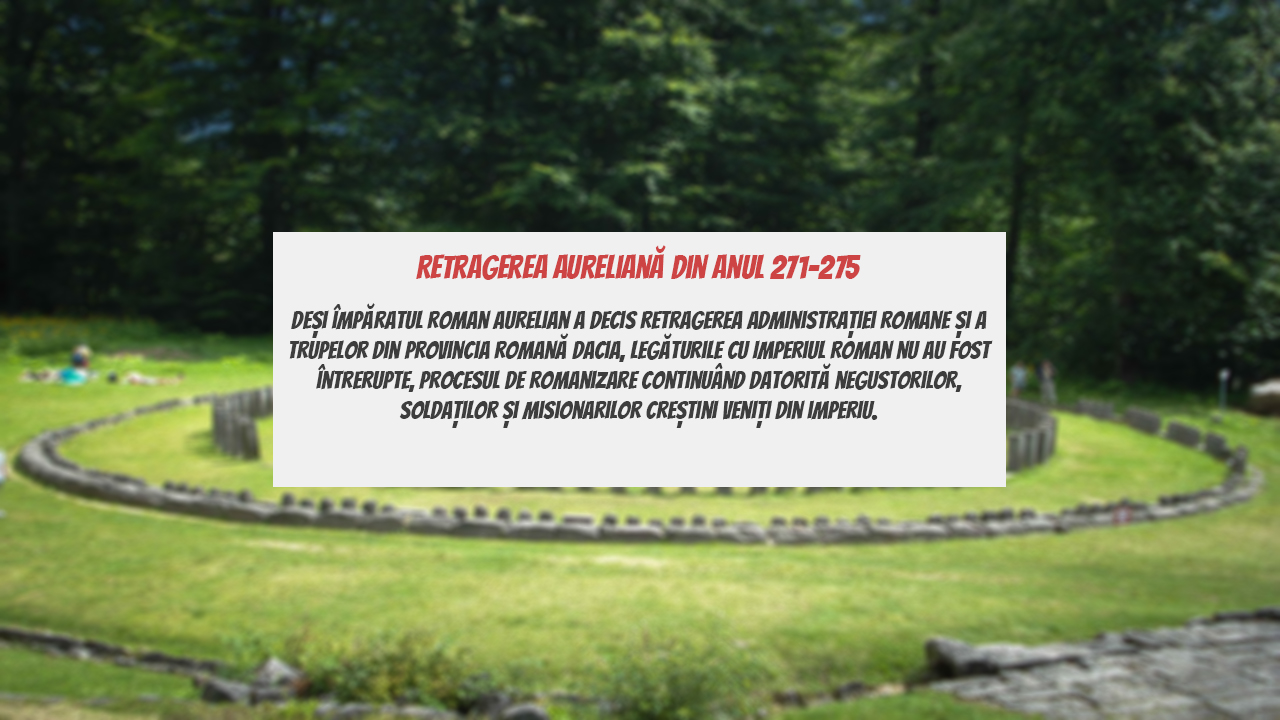 RETRAGEREA AURELIANĂ DIN ANUL 271-275
DEȘI ÎMPĂRATUL ROMAN AURELIAN A DECIS RETRAGEREA ADMINISTRAȚIEI ROMANE ȘI A
TRUPELOR DIN PROVINCIA ROMANĂ DACIA, LEGĂTURILE CU IMPERIUL ROMAN NU AU FOST
ÎNTRERUPTE, PROCESUL DE ROMANIZARE CONTINUÂND DATORITĂ NEGUSTORILOR,
SOLDAȚILOR ȘI MISIONARILOR CREȘTINI VENIȚI DIN IMPERIU.